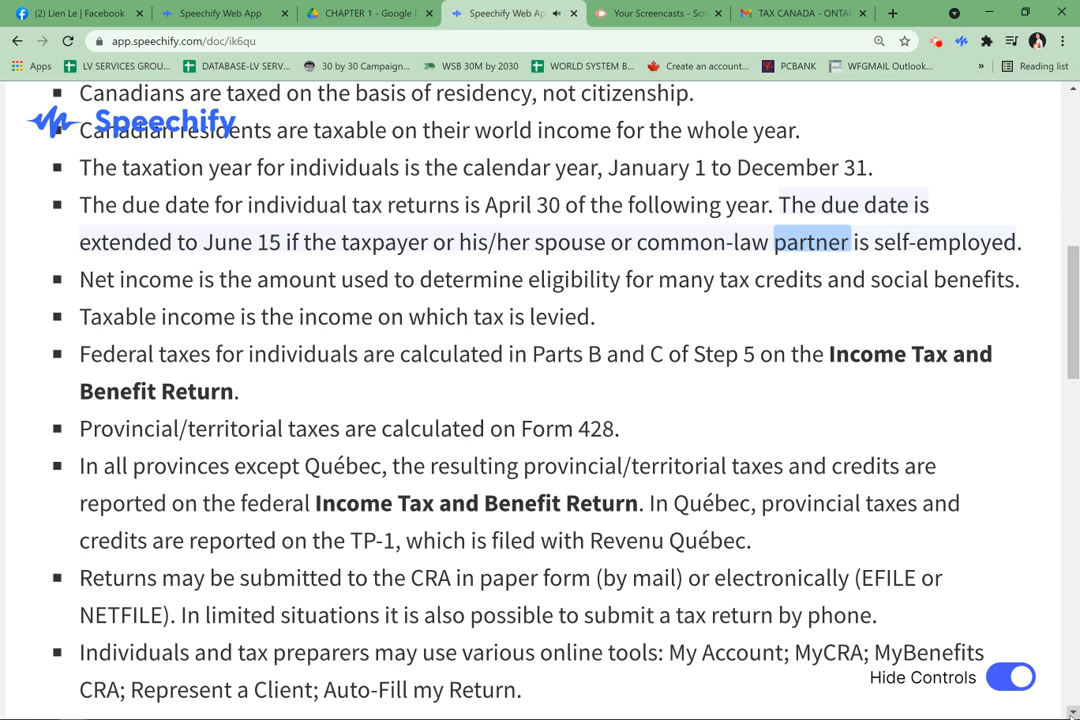 (2) Lien Le | Facebook
Speechify Web App
CHAPTER 1 - Google
Speechify Web Ap
Your Screencasts - Scr
TAX CANADA - ONTA
app.speechify.com/doc/ik6qu
Apps
LV SERVICES GROU...
DATABASE-LV SERV...
30 by 30 Campaign...
WSB 30M by 2030
WORLD SYSTEM B...
Create an account...
PCBANK
WFGMAIL Outlook...
»
Reading list
▪ Canadians are taxed on the basis of residency, not citizenship.
Speechify
▪ Canadian residents are taxable on their world income for the whole year.
▪ The taxation year for individuals is the calendar year, January 1 to December 31.
▪ The due date for individual tax returns is April 30 of the following year. The due date is
extended to June 15 if the taxpayer or his/her spouse or common-law partner is self-employed.
▪ Net income is the amount used to determine eligibility for many tax credits and social benefits.
▪ Taxable income is the income on which tax is levied.
▪ Federal taxes for individuals are calculated in Parts B and C of Step 5 on the Income Tax and
Benefit Return.
▪ Provincial/territorial taxes are calculated on Form 428.
▪ In all provinces except Québec, the resulting provincial/territorial taxes and credits are
reported on the federal Income Tax and Benefit Return. In Québec, provincial taxes and
credits are reported on the TP-1, which is filed with Revenu Québec.
▪ Returns may be submitted to the CRA in paper form (by mail) or electronically (EFILE or
NETFILE). In limited situations it is also possible to submit a tax return by phone.
▪ Individuals and tax preparers may use various online tools: My Account; MyCRA; MyBenefits
CRA; Represent a Client; Auto-Fill my Return.
Hide Controls